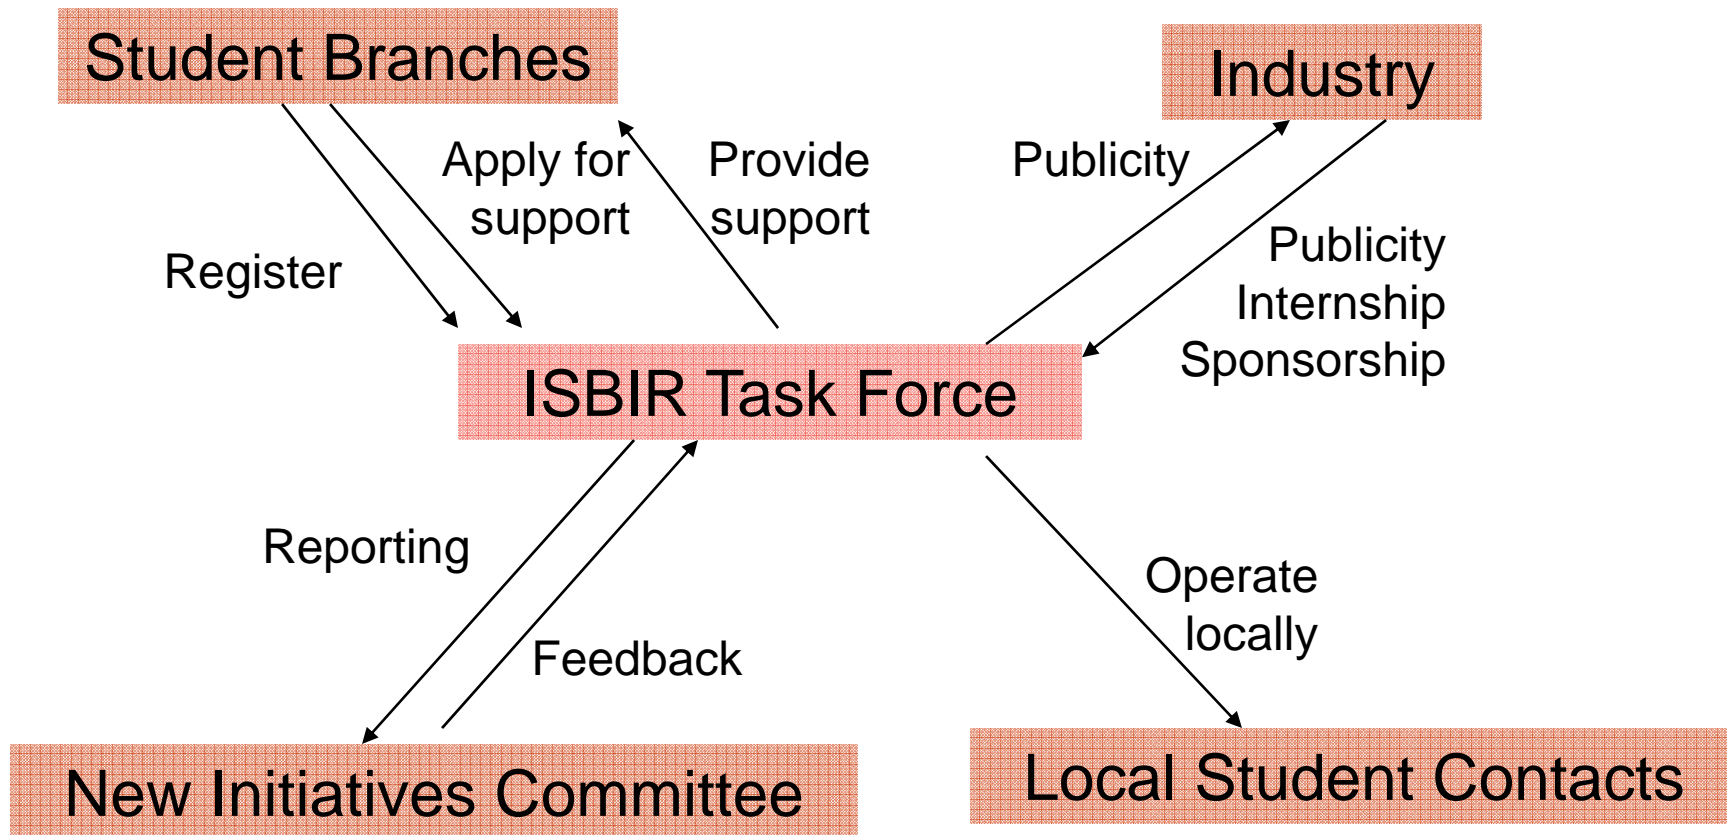 Student Branches
Industry
Apply for
support
Provide
support
Publicity
Register
Publicity
Internship
Sponsorship
ISBIR Task Force
Reporting
Feedback
Operate
locally
New Initiatives Committee
Local Student Contacts